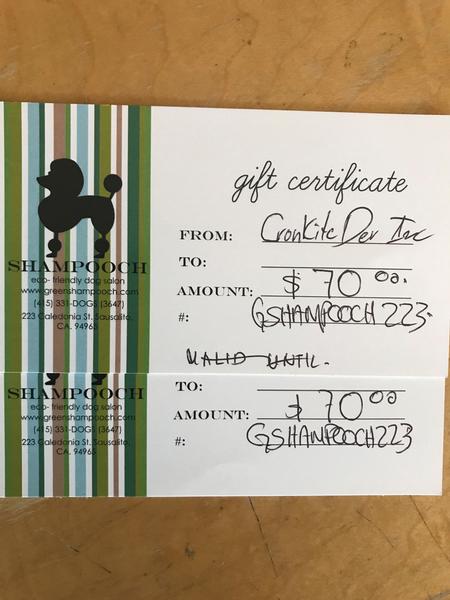 gift certificate
FROM: CronKite Dev Inc
TO:
AMOUNT: $ 70 00.
#: GSHAMPOOCH 223.
VALID UNTIL.
SHAMPOOCH
eco- friendly dog salon
www.greenshampooch.com
(415) 331-DOGS (3647)
223 Caledonia St. Sausalito,
CA. 94965
TO:
AMOUNT: $ 70 00
#: GSHAMPOOCH223
SHAMPOOCH
eco- friendly dog salon
www.greenshampooch.com
(415) 331-DOGS (3647)
223 Caledonia St. Sausalito,
CA. 94965